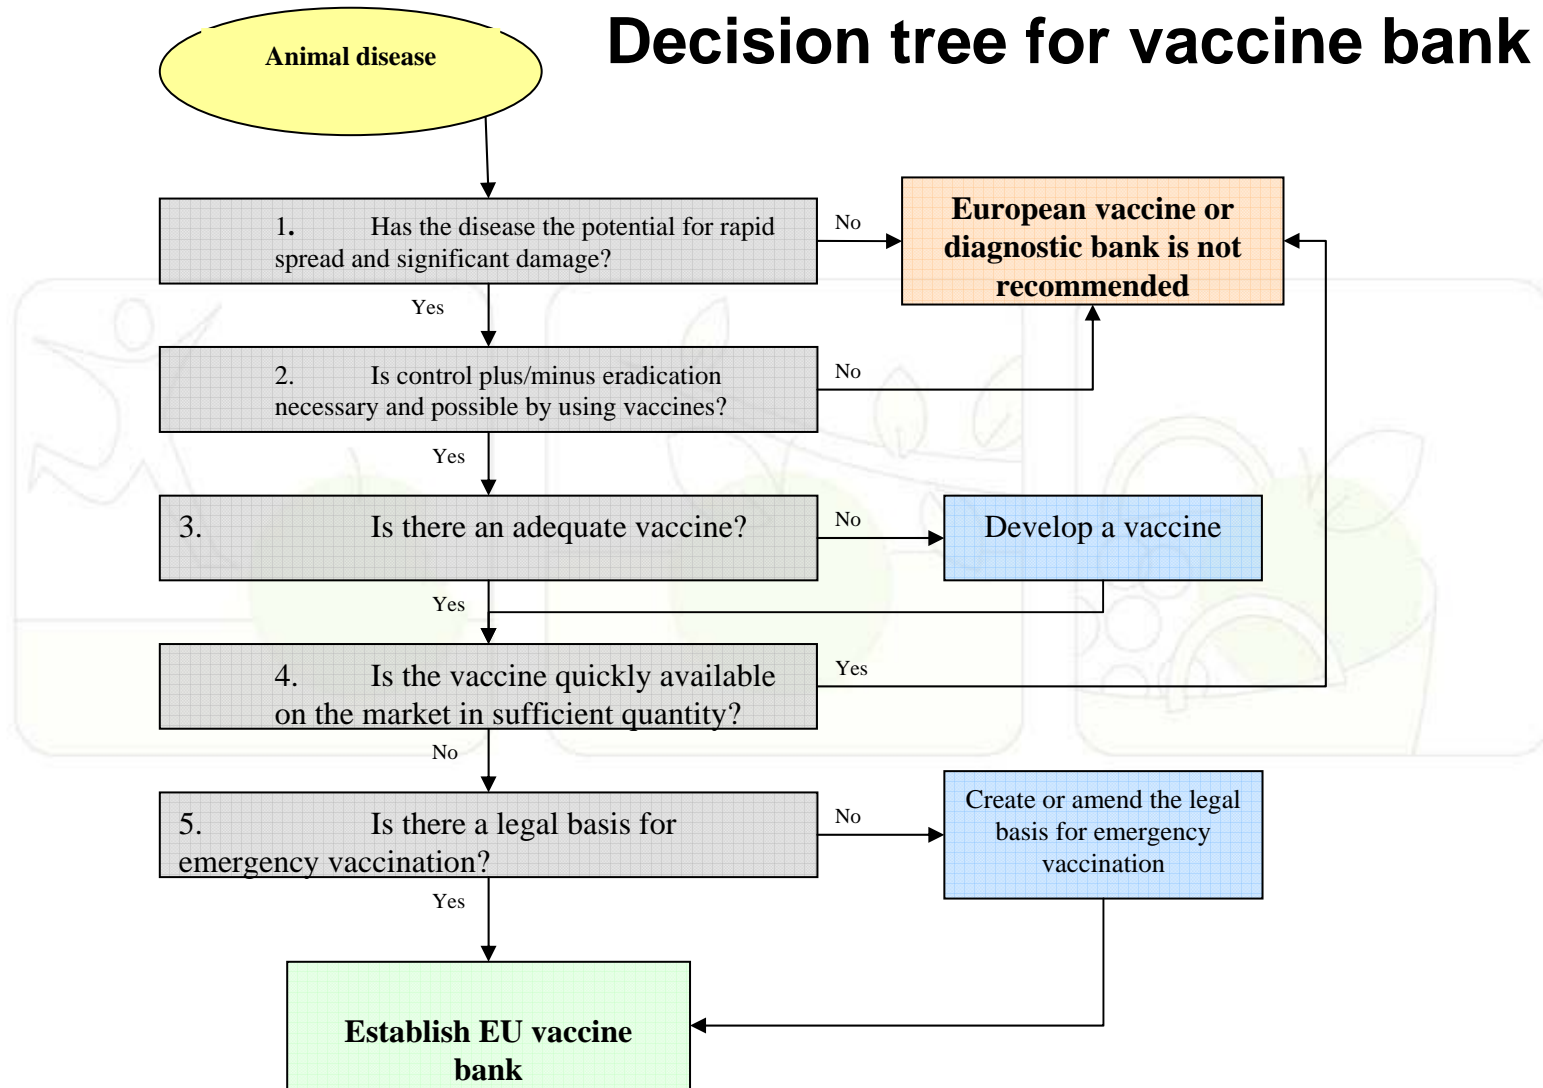 Decision tree for vaccine bank
Animal disease
1. Has the disease the potential for rapid
spread and significant damage?
No
European vaccine or
diagnostic bank is not
recommended
Yes
2. Is control plus/minus eradication
necessary and possible by using vaccines?
No
Yes
3. Is there an adequate vaccine?
No
Develop a vaccine
Yes
4. Is the vaccine quickly available
on the market in sufficient quantity?
Yes
No
5. Is there a legal basis for
emergency vaccination?
No
Create or amend the legal
basis for emergency
vaccination
Yes
Establish EU vaccine
bank